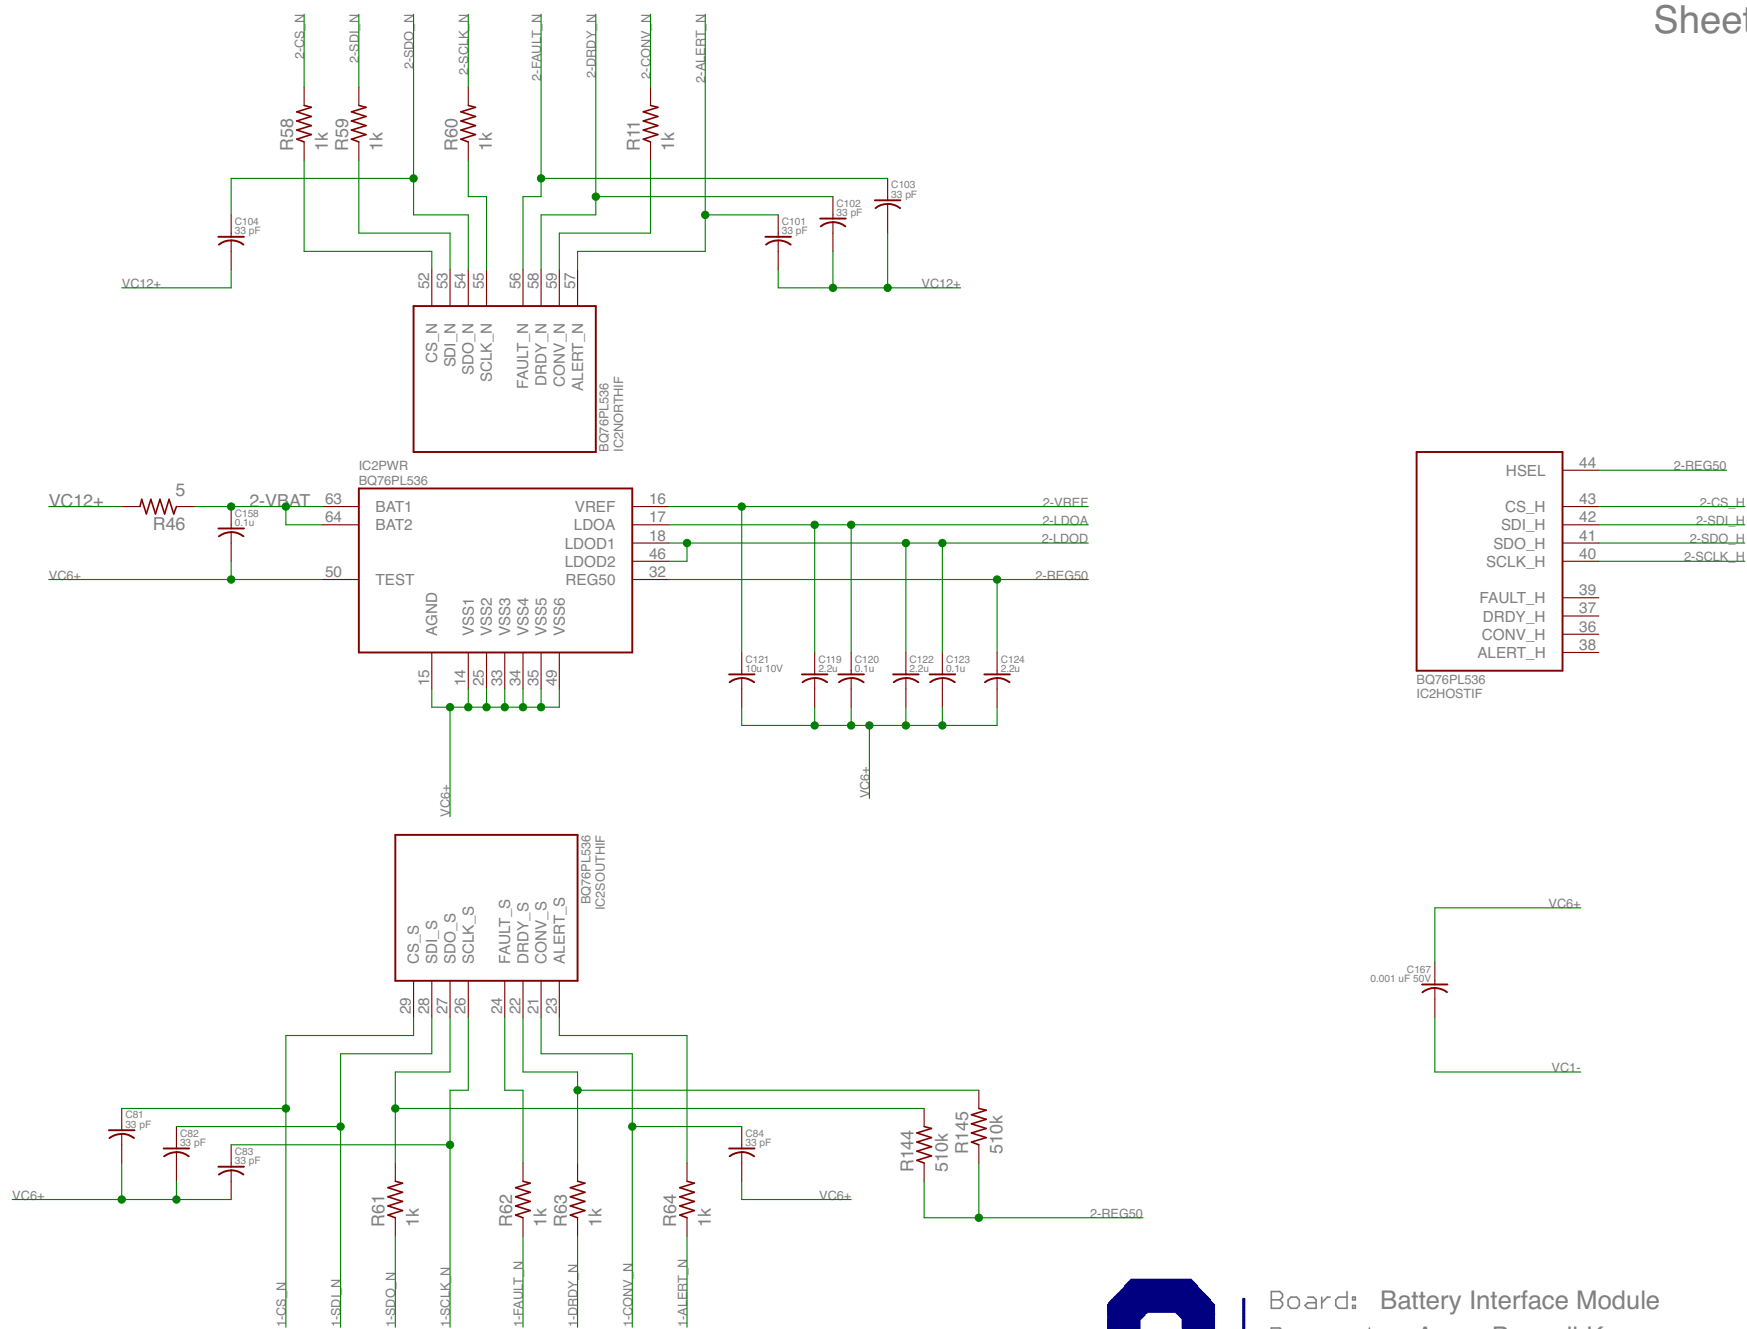 Sheet
2-CS_N
2-SDI_N
2-SDO_N
2-SCLK_N
2-FAULT_N
2-DRDY_N
2-CONV_N
2-ALERT_N
R58
1k
R59
1k
R60
1k
R11
1k
C104
33 pF
C101
33 pF
C102
33 pF
C103
33 pF
VC12+
VC12+
52
53
54
55
56
58
59
57
CS_N
SDI_N
SDO_N
SCLK_N
FAULT_N
DRDY_N
CONV_N
ALERT_N
BQ76PL536
IC2NORTHIF
IC2PWR
BQ76PL536
VC12+
5
R46
2-VBAT
C158
0.1u
VC6+
63
64
50
BAT1
BAT2
TEST
VREF
LDOA
LDOD1
LDOD2
REG50
16
17
18
46
32
2-VREF
2-LDOA
2-LDOD
2-REG50
AGND
VSS1
VSS2
VSS3
VSS4
VSS5
VSS6
15
14
25
33
34
35
49
VC6+
C121
10u 10V
C119
2.2u
C120
0.1u
C122
2.2u
C123
0.1u
C124
2.2u
VC6+
HSEL
CS_H
SDI_H
SDO_H
SCLK_H
FAULT_H
DRDY_H
CONV_H
ALERT_H
44
43
42
41
40
39
37
36
38
2-REG50
2-CS_H
2-SDI_H
2-SDO_H
2-SCLK_H
BQ76PL536
IC2HOSTIF
BQ76PL536
IC2SOUTHIF
CS_S
SDI_S
SDO_S
SCLK_S
FAULT_S
DRDY_S
CONV_S
ALERT_S
29
28
27
26
24
22
21
23
C81
33 pF
C82
33 pF
C83
33 pF
VC6+
C84
33 pF
VC6+
R61
1k
R62
1k
R63
1k
R64
1k
R144
510k
R145
510k
2-REG50
1-CS_N
1-SDI_N
1-SDO_N
1-SCLK_N
1-FAULT_N
1-DRDY_N
1-CONV_N
1-ALERT_N
VC6+
C167
0.001 uF 50V
VC1-
Board: Battery Interface Module